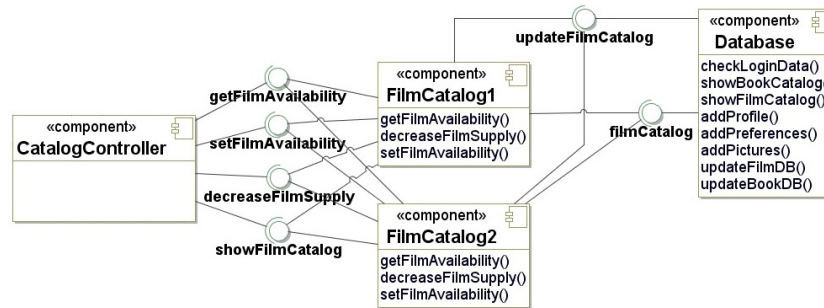 «component»
CatalogController
getFilmAvailability
setFilmAvailability
decreaseFilmSupply
showFilmCatalog
«component»
FilmCatalog1
getFilmAvailability()
decreaseFilmSupply()
setFilmAvailability()
«component»
FilmCatalog2
getFilmAvailability()
decreaseFilmSupply()
setFilmAvailability()
updateFilmCatalog
filmCatalog
«component»
Database
checkLoginData()
showBookCatalog(
showFilmCatalog()
addProfile()
addPreferences()
addPictures()
updateFilmDB()
updateBookDB()